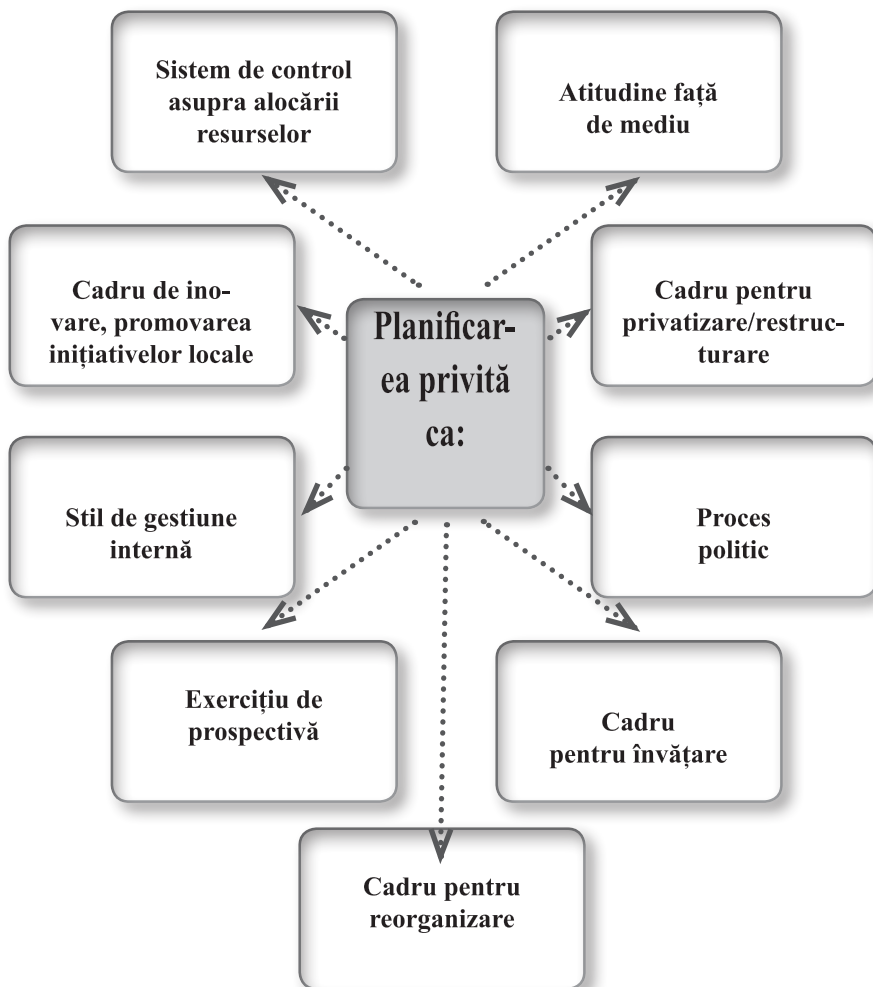 Sistem de control
asupra alocării
resurselor
Atitudine față
de mediu
Cadru de ino-
vare, promovarea
inițiativelor locale
Planificar-
ea privită
ca:
Cadru pentru
privatizare/restruc-
turare
Stil de gestiune
internă
Proces
politic
Exercițiu de
prospectivă
Cadru
pentru învățare
Cadru pentru
reorganizare